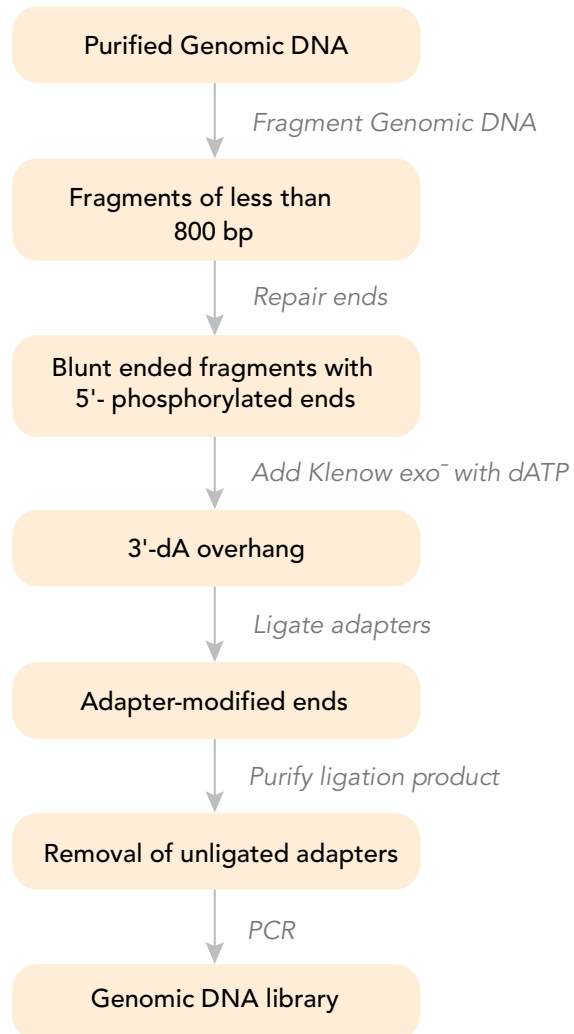 Purified Genomic DNA
Fragment Genomic DNA
Fragments of less than
800 bp
Repair ends
Blunt ended fragments with
5'- phosphorylated ends
Add Klenow exo⁻ with dATP
3'-dA overhang
Ligate adapters
Adapter-modified ends
Purify ligation product
Removal of unligated adapters
PCR
Genomic DNA library